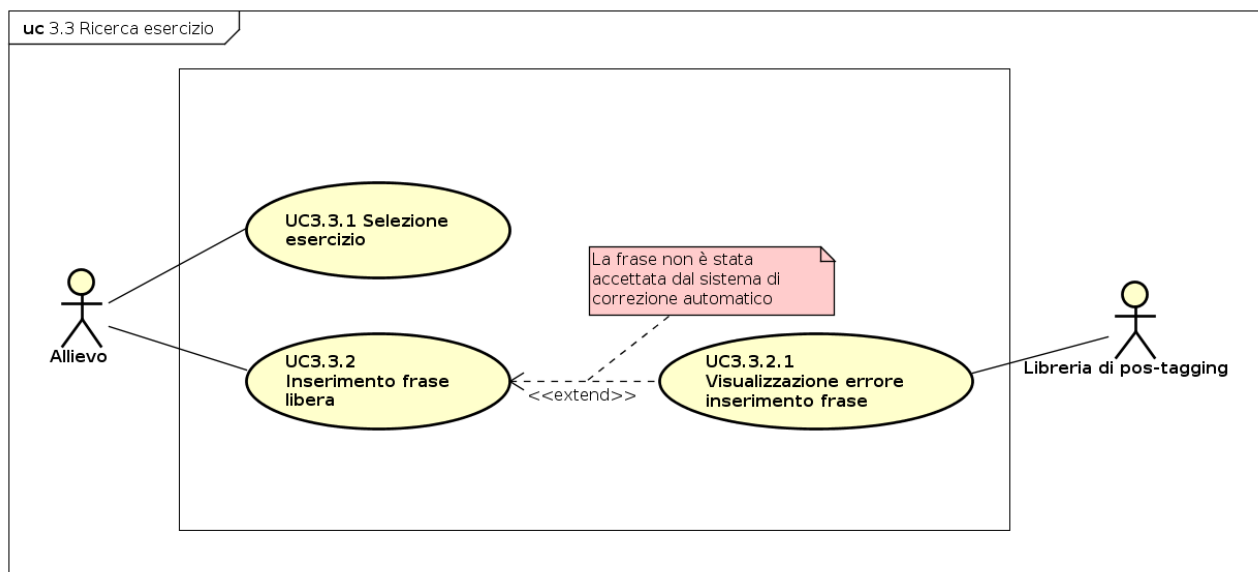 uc 3.3 Ricerca esercizio
UC3.3.1 Selezione
esercizio
La frase non è stata
accettata dal sistema di
correzione automatico
Allievo
UC3.3.2
Inserimento frase
libera
<<extend>>
UC3.3.2.1
Visualizzazione errore
inserimento frase
Libreria di pos-tagging